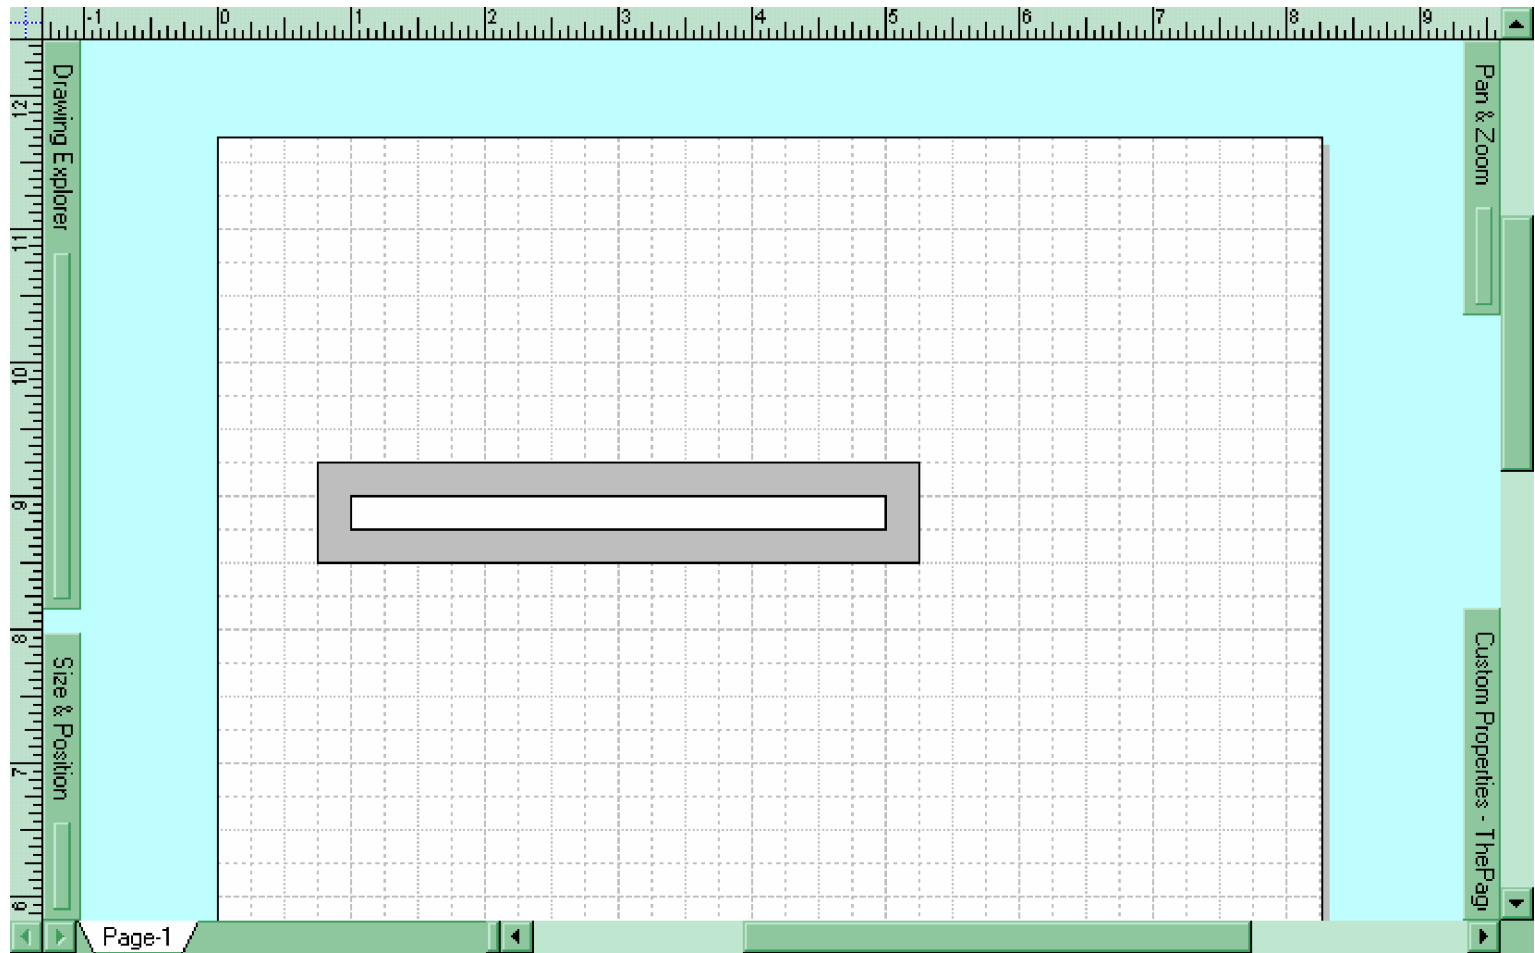 -1 0 1 2 3 4 5 6 7 8 9
12
11
10
9
8
7
6
Drawing Explorer
Size & Position
Pan & Zoom
Custom Properties - ThePag
Page-1